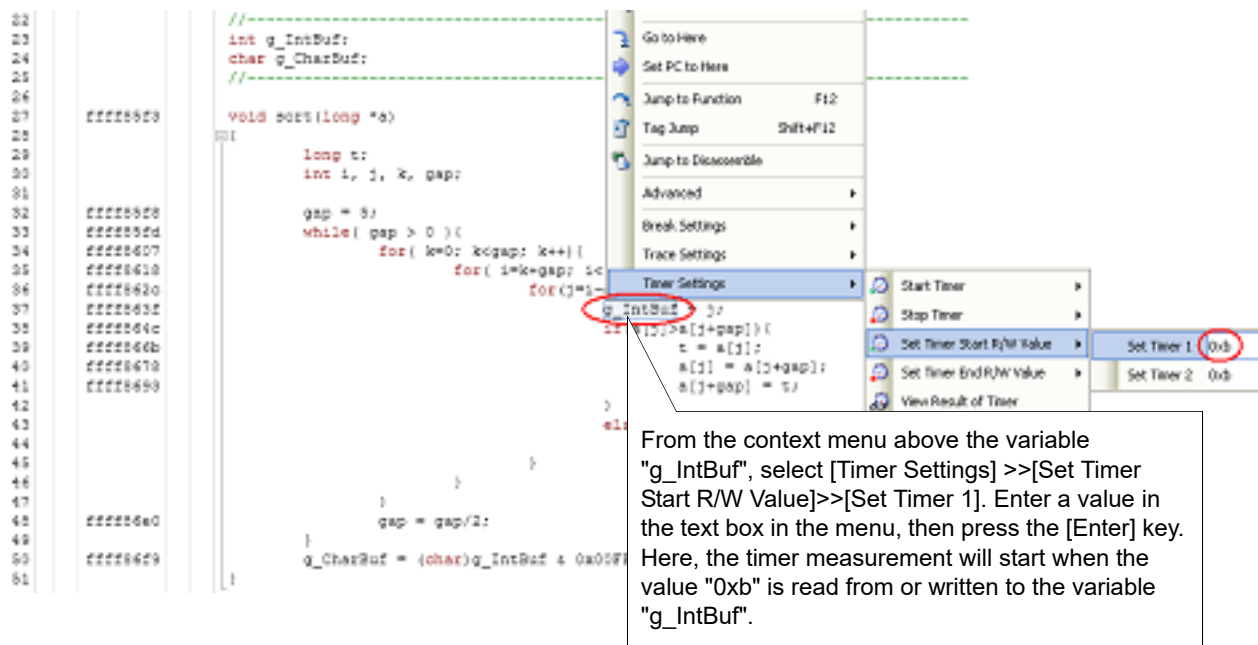 22 //------------------------------------------------------------
23 int g_IntBuf;
24 char g_CharBuf;
25 //------------------------------------------------------------
26
27 ffff85f3 void sort(long *a)
28 {
29 long t;
30 int i, j, k, gap;
31
32 ffff85f8 gap = 5;
33 ffff85fd while( gap > 0 ){
34 ffff8607 for( k=0; k<gap; k++){
35 ffff8618 for( i=k+gap; i<
36 ffff862c for(j=i-
37 ffff863f g_IntBuf = j;
38 ffff864c if a[j]>a[j+gap]){
39 ffff866b t = a[j];
40 ffff8678 a[j] = a[j+gap];
41 ffff8693 a[j+gap] = t;
42 }
43 els
44
45 }
46 }
47 }
48 ffff86e0 gap = gap/2;
49 }
50 ffff86f9 g_CharBuf = (char)g_IntBuf & 0x00FF
51 }
Go to Here
Set PC to Here
Jump to Function F12
Tag Jump Shift+F12
Jump to Disassemble
Advanced
Break Settings
Trace Settings
Timer Settings
Start Timer
Stop Timer
Set Timer Start R/W Value
Set Timer End R/W Value
View Result of Timer
Set Timer 1 0xb
Set Timer 2 0xb
From the context menu above the variable
"g_IntBuf", select [Timer Settings] >>[Set Timer
Start R/W Value]>>[Set Timer 1]. Enter a value in
the text box in the menu, then press the [Enter] key.
Here, the timer measurement will start when the
value "0xb" is read from or written to the variable
"g_IntBuf".